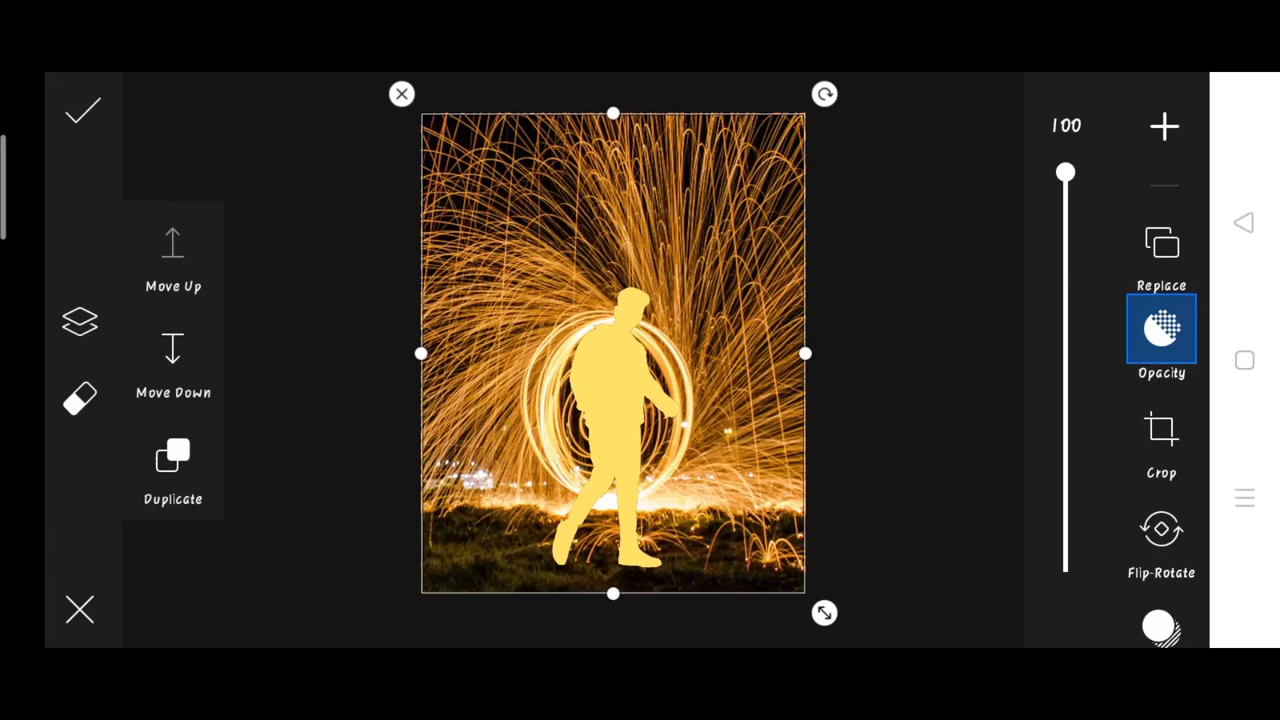 Move Up
Move Down
Duplicate
100
Replace
Opacity
Crop
Flip-Rotate